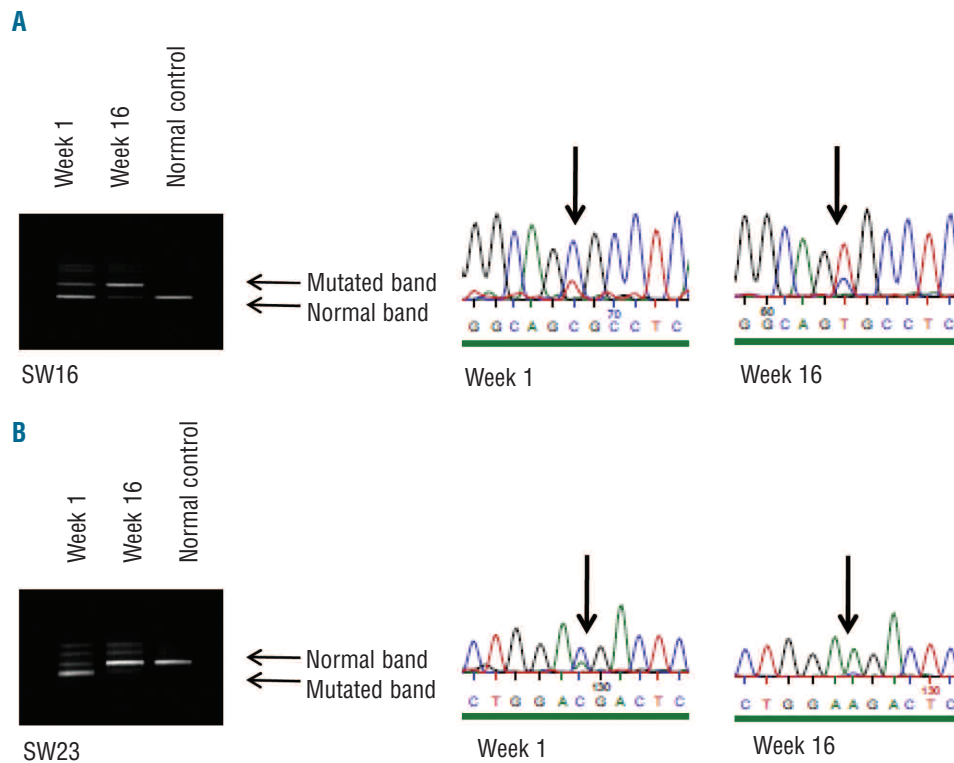 A
Week 1
Week 16
Normal control
Mutated band
Normal band
SW16
70
G G C A G C G C C T C
Week 1
60
G G C A G T G C C T C
Week 16
B
Week 1
Week 16
Normal control
Normal band
Mutated band
SW23
130
C T G G A C G A C T C
Week 1
130
C T G G A A G A C T C
Week 16